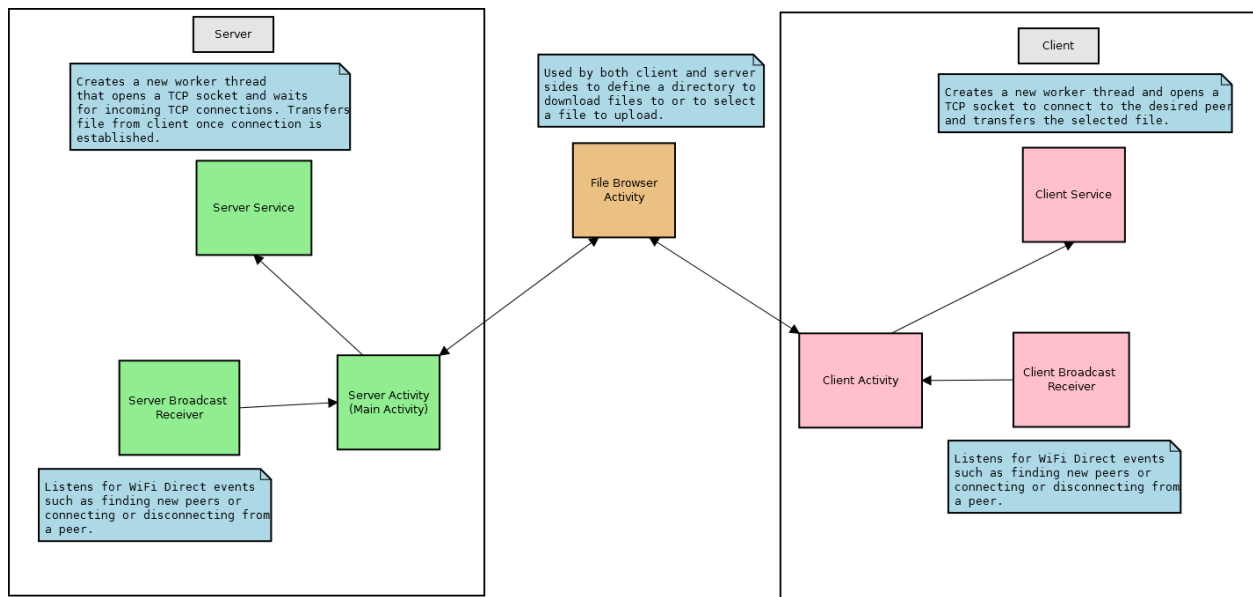 Server
Creates a new worker thread
that opens a TCP socket and waits
for incoming TCP connections. Transfers
file from client once connection is
established.
Server Service
Server Broadcast
Receiver
Server Activity
(Main Activity)
Listens for WiFi Direct events
such as finding new peers or
connecting or disconnecting from
a peer.
Used by both client and server
sides to define a directory to
download files to or to select
a file to upload.
File Browser
Activity
Client
Creates a new worker thread and opens a
TCP socket to connect to the desired peer
and transfers the selected file.
Client Service
Client Activity
Client Broadcast
Receiver
Listens for WiFi Direct events
such as finding new peers or
connecting or disconnecting from
a peer.